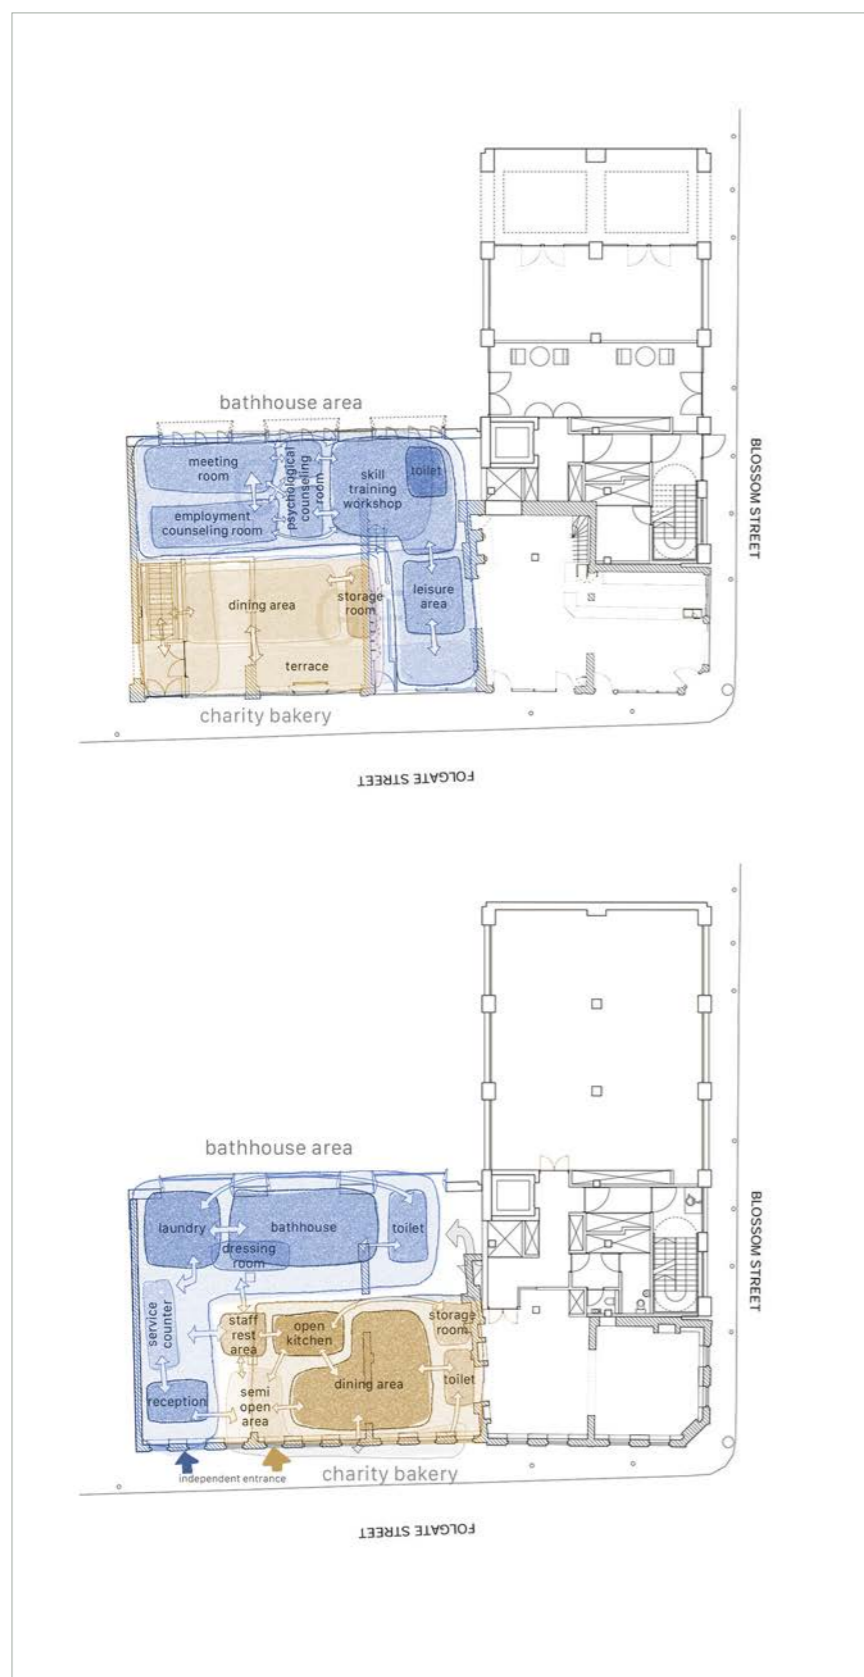 bathhouse area
meeting
room
psychological
counseling
room
skill
training
workshop
toilet
employment
counseling room
BLOSSOM STREET
dining area
storage
room
leisure
area
terrace
charity bakery
FOLGATE STREET
bathhouse area
laundry
bathhouse
toilet
dressing
room
BLOSSOM STREET
service
counter
staff
rest
area
open
kitchen
storage
room
dining area
toilet
reception
semi
open
area
independent entrance
charity bakery
FOLGATE STREET